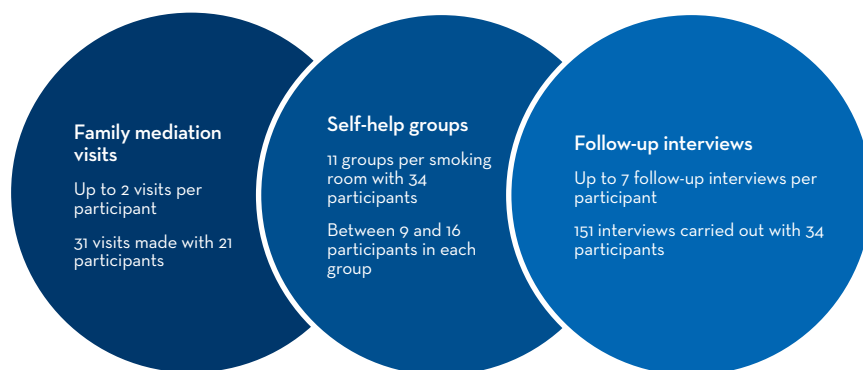 Family mediation
visits
Up to 2 visits per
participant
31 visits made with 21
participants
Self-help groups
11 groups per smoking
room with 34
participants
Between 9 and 16
participants in each
group
Follow-up interviews
Up to 7 follow-up interviews per
participant
151 interviews carried out with 34
participants